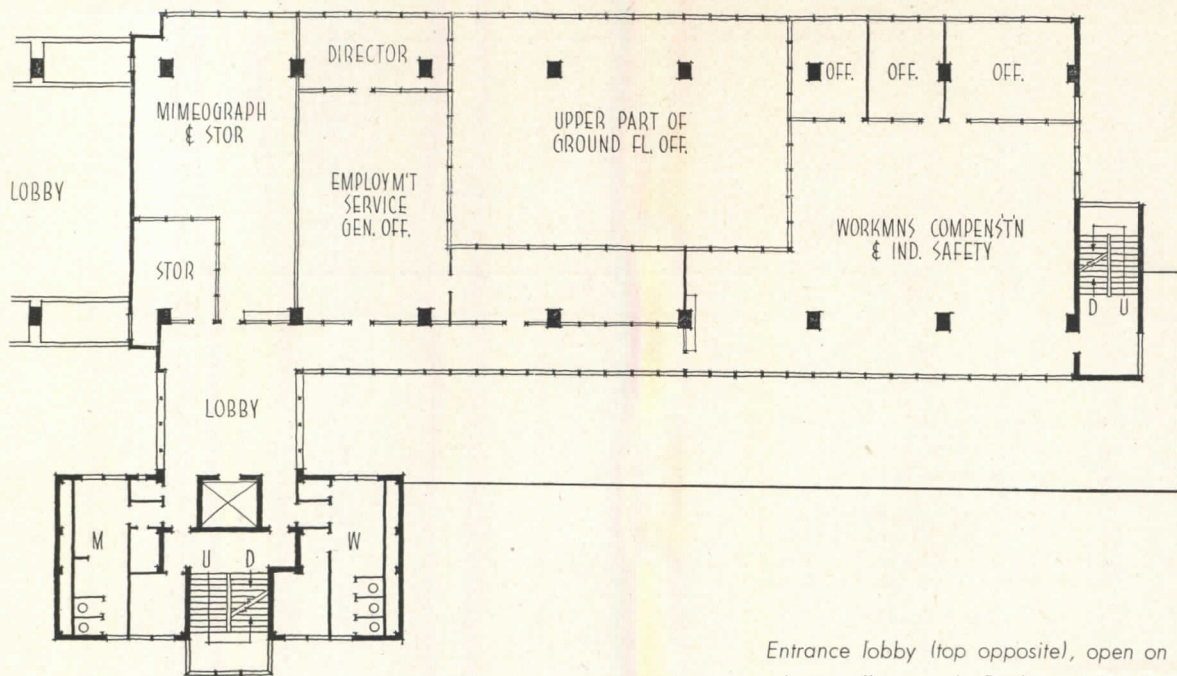 DIRECTOR
OFF.
OFF.
OFF.
MIMEOGRAPH
& STOR
UPPER PART OF
GROUND FL. OFF.
LOBBY
EMPLOYM'T
SERVICE
GEN. OFF.
WORKMNS COMPENST'N
& IND. SAFETY
STOR
D U
LOBBY
M
U D
W
Entrance lobby (top opposite), open on